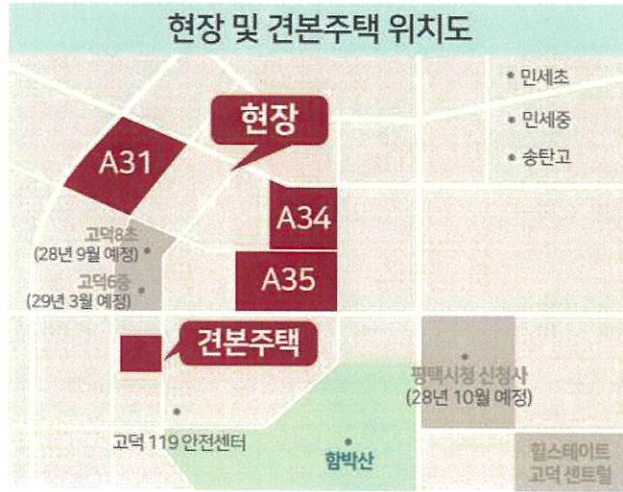 현장 및 견본주택 위치도
민세초
현장
민세중
A31
송탄고
A34
고덕8초
(28년 9월 예정)
A35
고덕6중
(29년 3월 예정)
견본주택
평택시청 신청사
(28년 10월 예정)
고덕 119 안전센터
함박산
힐스테이트
고덕 센트럴